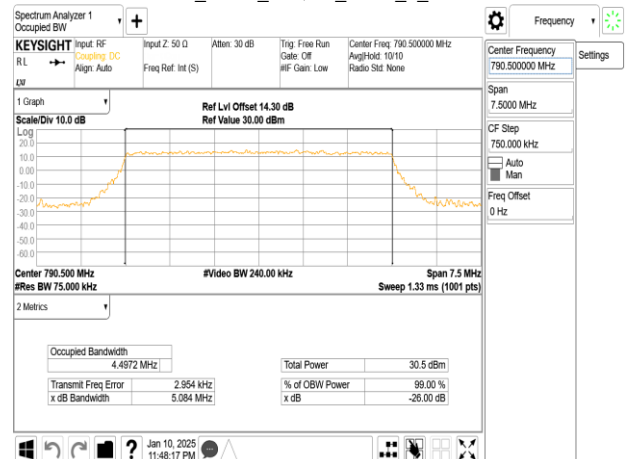 Spectrum Analyzer 1
Occupied BW
KEYSIGHT
RL
Input: RF
Coupling: DC
Align: Auto
Input Z: 50 Ω
Freq Ref: Int (S)
Atten: 30 dB
Trig: Free Run
Gate: Off
#IF Gain: Low
Center Freq: 790.500000 MHz
Avg|Hold: 10/10
Radio Std: None
1 Graph
Scale/Div 10.0 dB
Ref Lvl Offset 14.30 dB
Ref Value 30.00 dBm
Log
20.0
10.0
0.00
-10.0
-20.0
-30.0
-40.0
-50.0
-60.0
Center 790.500 MHz
#Video BW 240.00 kHz
Span 7.5 MHz
#Res BW 75.000 kHz
Sweep 1.33 ms (1001 pts)
2 Metrics
Occupied Bandwidth
4.4972 MHz
Total Power 30.5 dBm
Transmit Freq Error 2.954 kHz
% of OBW Power 99.00 %
x dB Bandwidth 5.084 MHz
x dB -26.00 dB
Jan 10, 2025
11:48:17 PM
Frequency
Settings
Center Frequency
790.500000 MHz
Span
7.5000 MHz
CF Step
750.000 kHz
Auto
Man
Freq Offset
0 Hz